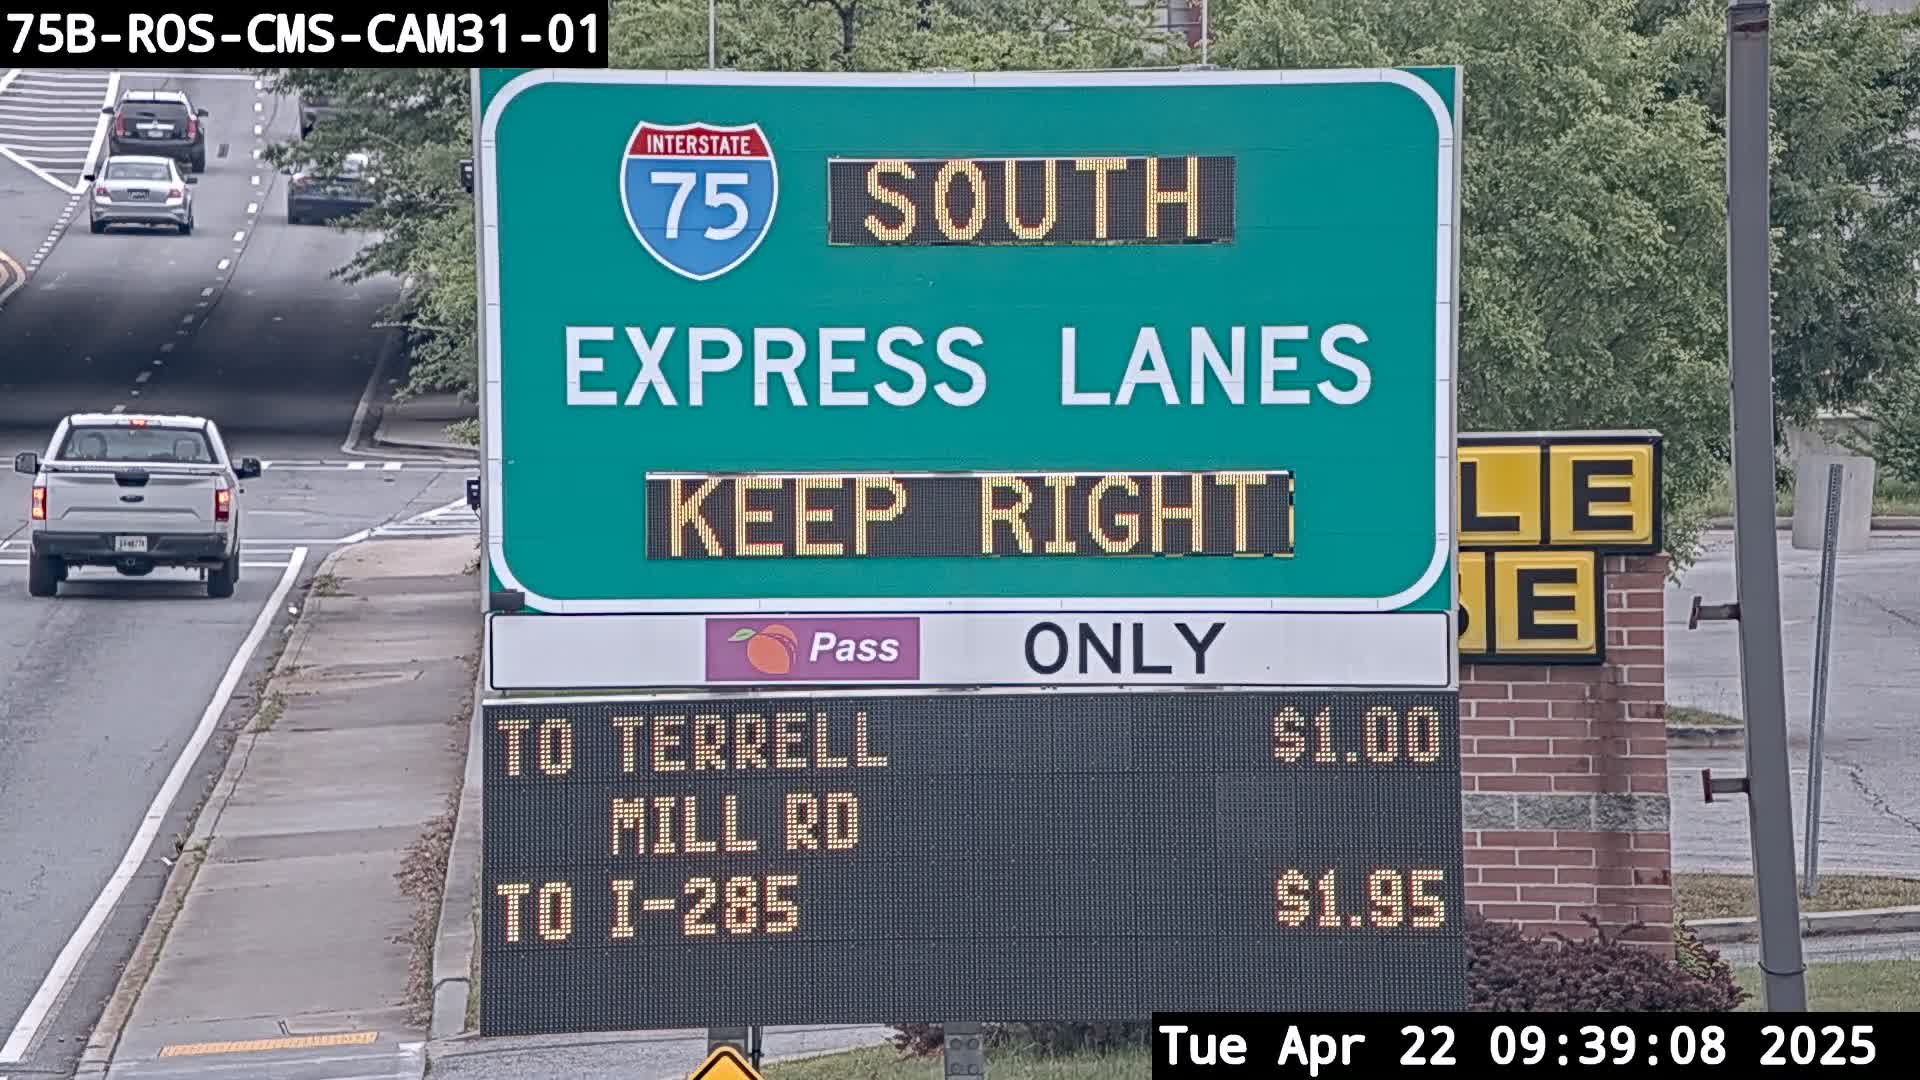 75B-ROS-CMS-CAM31-01
INTERSTATE
75
SOUTH
EXPRESS LANES
KEEP RIGHT
Pass ONLY
TO TERRELL $1.00
MILL RD
TO I-285 $1.95
LE
E
Tue Apr 22 09:39:08 2025